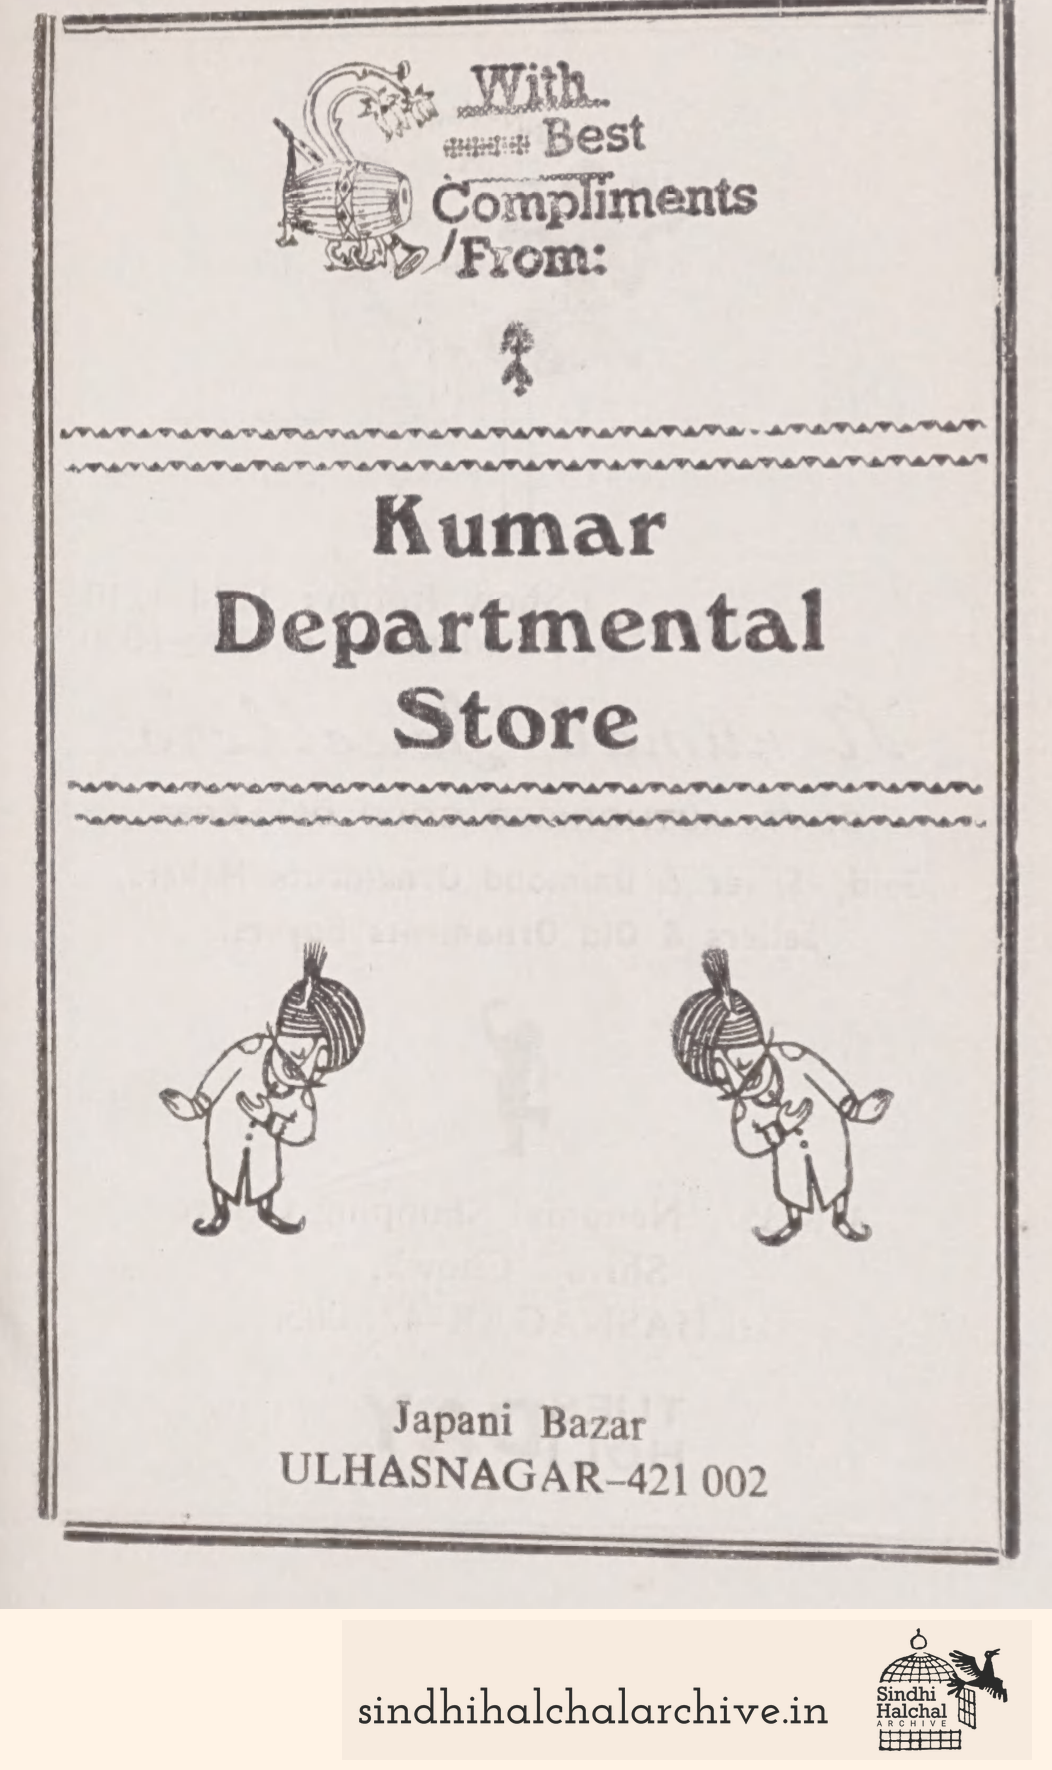 With
Best
Compliments
From:
Kumar
Departmental
Store
Japani Bazar
ULHASNAGAR–421 002
sindhihalchalarchive.in
Sindhi
Halchal
ARCHIVE